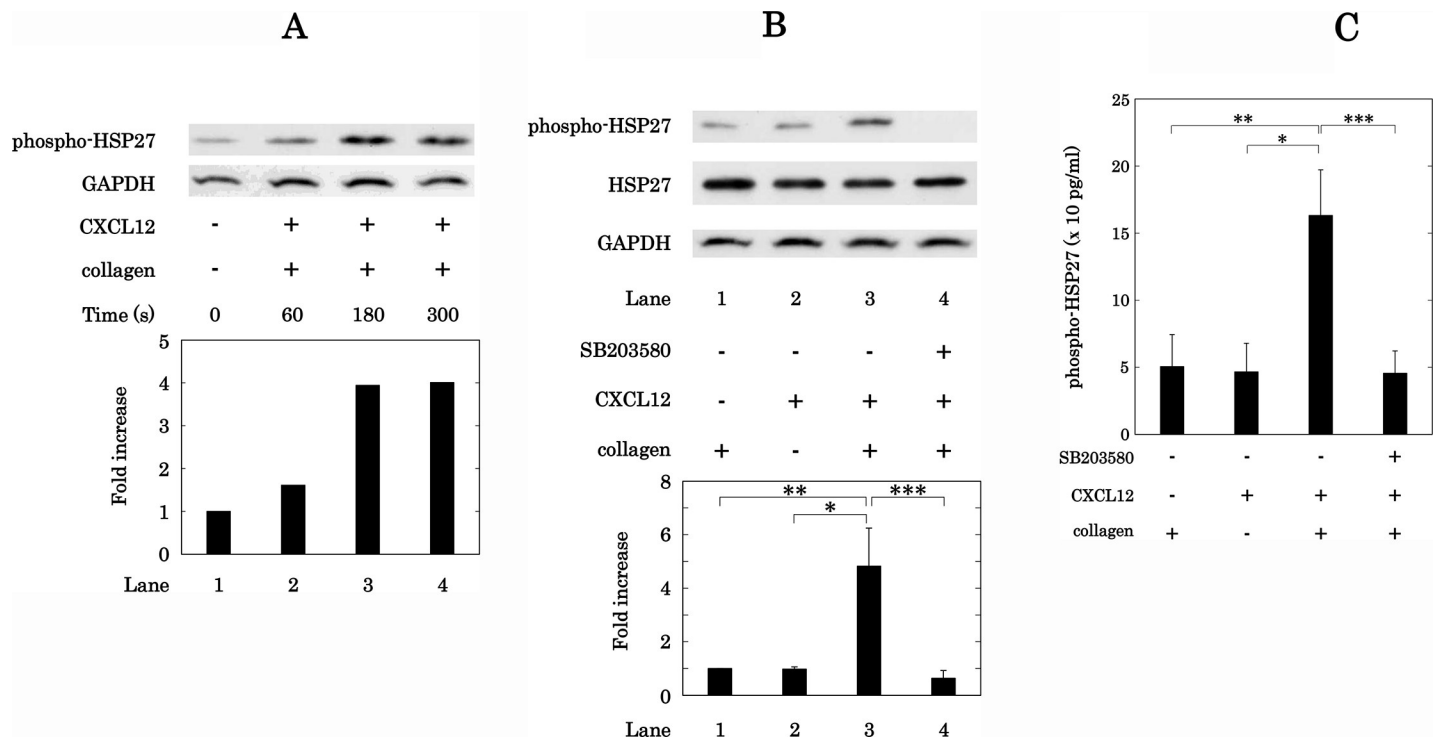 A
phospho-HSP27
GAPDH
CXCL12 - + + +
collagen - + + +
Time (s) 0 60 180 300
5
4
3
2
1
0
Fold increase
Lane 1 2 3 4
B
phospho-HSP27
HSP27
GAPDH
Lane 1 2 3 4
SB203580 - - - +
CXCL12 - + + +
collagen + - + +
8
6
4
2
0
Fold increase
** ***
*
Lane 1 2 3 4
C
25
20
15
10
5
0
phospho-HSP27 (x 10 pg/ml)
** ***
*
SB203580 - - - +
CXCL12 - + + +
collagen + - + +